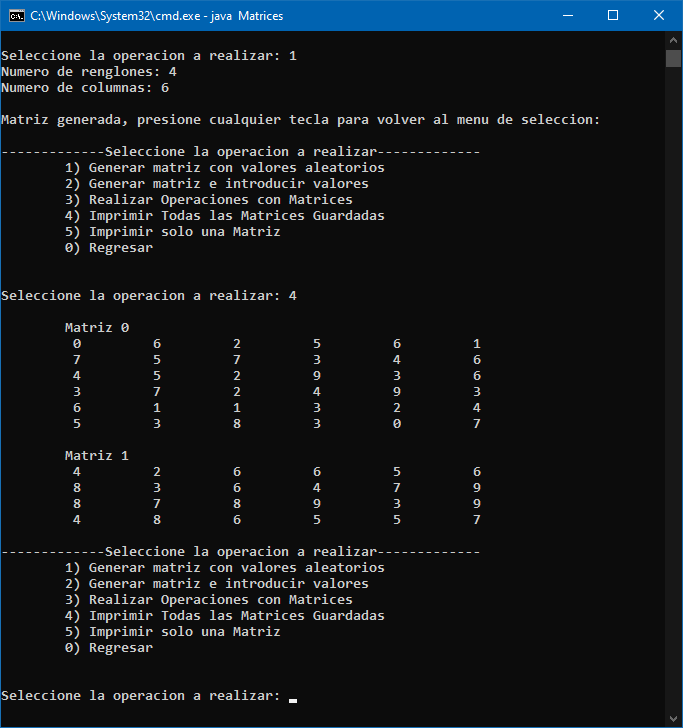 C:\Windows\System32\cmd.exe - java  Matrices
Seleccione la operacion a realizar: 1
Numero de renglones: 4
Numero de columnas: 6
Matriz generada, presione cualquier tecla para volver al menu de seleccion:
-------------Seleccione la operacion a realizar-------------
1) Generar matriz con valores aleatorios
2) Generar matriz e introducir valores
3) Realizar Operaciones con Matrices
4) Imprimir Todas las Matrices Guardadas
5) Imprimir solo una Matriz
0) Regresar
Seleccione la operacion a realizar: 4
Matriz 0
0 6 2 5 6 1
7 5 7 3 4 6
4 5 2 9 3 6
3 7 2 4 9 3
6 1 1 3 2 4
5 3 8 3 0 7
Matriz 1
4 2 6 6 5 6
8 3 6 4 7 9
8 7 8 9 3 9
4 8 6 5 5 7
-------------Seleccione la operacion a realizar-------------
1) Generar matriz con valores aleatorios
2) Generar matriz e introducir valores
3) Realizar Operaciones con Matrices
4) Imprimir Todas las Matrices Guardadas
5) Imprimir solo una Matriz
0) Regresar
Seleccione la operacion a realizar: